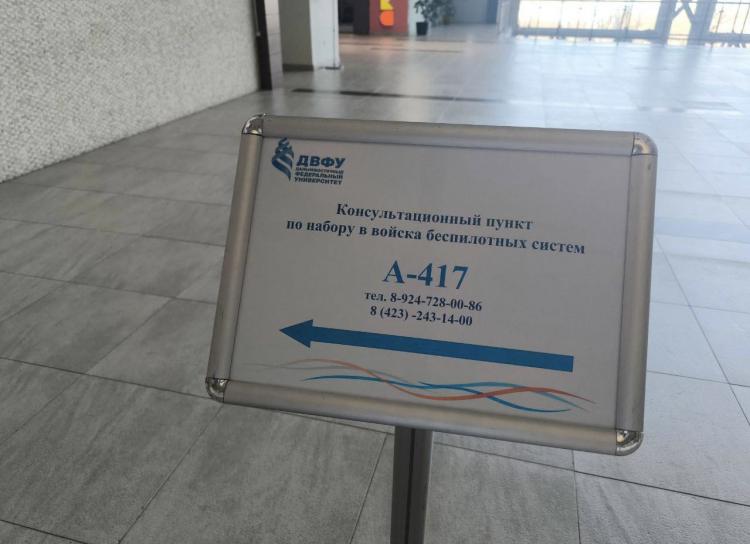 ДВФУ
ДАЛЬНЕВОСТОЧНЫЙ
ФЕДЕРАЛЬНЫЙ
УНИВЕРСИТЕТ
Консультационный пункт
по набору в войска беспилотных систем
А-417
тел. 8-924-728-00-86
8 (423) -243-14-00